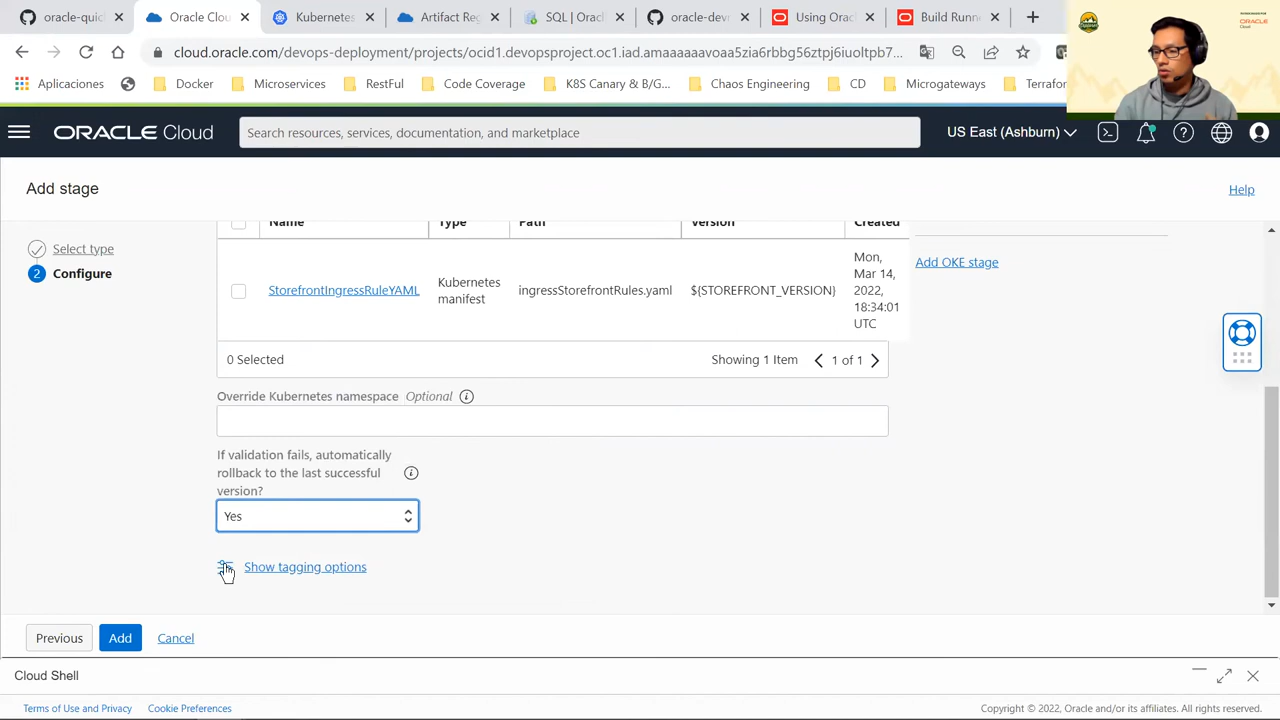 oracle-quic
Oracle Clou
Kubernetes
Artifact Reg
Oracl
oracle-dev
Using Oracl
Build Runn
cloud.oracle.com/devops-deployment/projects/ocid1.devopsproject.oc1.iad.amaaaaaavoaa5zia6rbbg56ztpj6iuoltpb7...
Aplicaciones
Docker
Microservices
RestFul
Test-Coverage
K8S Canary & B/G...
Chaos Engineering
CD
Microgateways
Terrafo
ORACLE Cloud
Search resources, services, documentation, and marketplace
US East (Ashburn)
Add stage
Help
Select type
2 Configure
Name
Type
Path
Version
Created
StorefrontIngressRuleYAML
Kubernetes
manifest
ingressStorefrontRules.yaml
${STOREFRONT_VERSION}
Mon,
Mar 14,
2022,
18:34:01
UTC
Add OKE stage
0 Selected
Showing 1 Item
1 of 1
Override Kubernetes namespace Optional
If validation fails, automatically
rollback to the last successful
version?
Yes
Show tagging options
Previous
Add
Cancel
Cloud Shell
Terms of Use and Privacy
Cookie Preferences
Copyright © 2022, Oracle and/or its affiliates. All rights reserved.